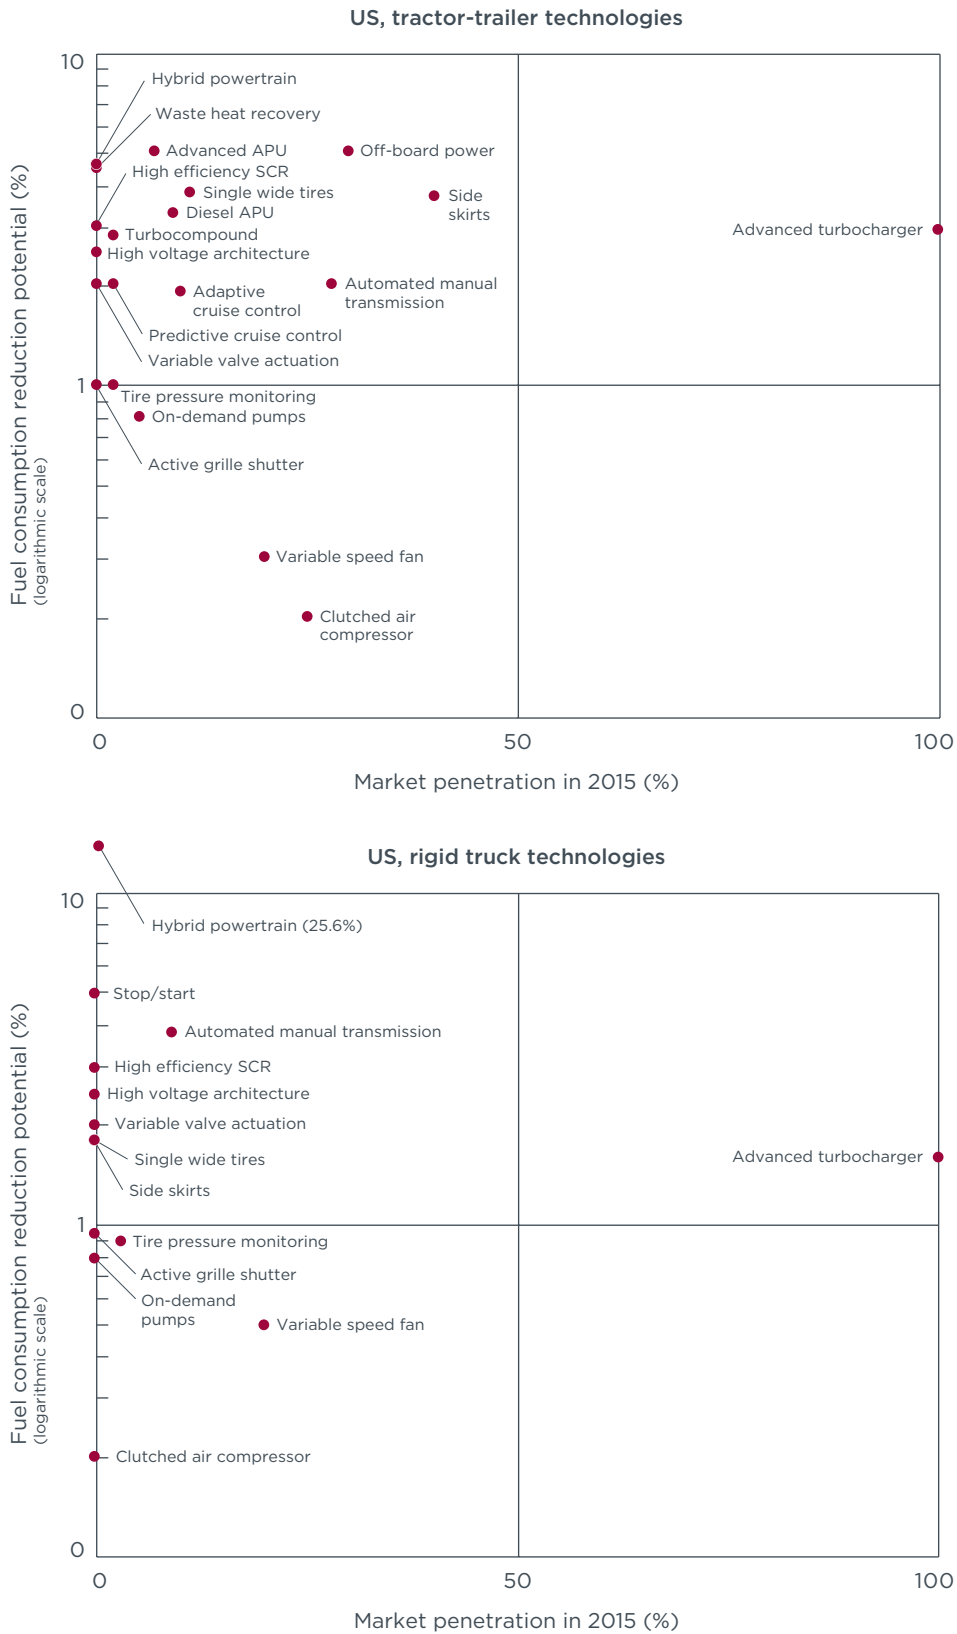 US, tractor-trailer technologies
10
Hybrid powertrain
Waste heat recovery
Advanced APU
Off-board power
High efficiency SCR
Single wide tires
Side
skirts
Diesel APU
Turbocompound
Advanced turbocharger
High voltage architecture
Automated manual
transmission
Adaptive
cruise control
Predictive cruise control
Variable valve actuation
1
Tire pressure monitoring
On-demand pumps
Active grille shutter
Variable speed fan
Clutched air
compressor
0
0
50
100
Fuel consumption reduction potential (%)
(logarithmic scale)
Market penetration in 2015 (%)
US, rigid truck technologies
10
Hybrid powertrain (25.6%)
Stop/start
Automated manual transmission
High efficiency SCR
High voltage architecture
Variable valve actuation
Single wide tires
Advanced turbocharger
Side skirts
1
Tire pressure monitoring
Active grille shutter
On-demand
pumps
Variable speed fan
Clutched air compressor
0
0
50
100
Fuel consumption reduction potential (%)
(logarithmic scale)
Market penetration in 2015 (%)